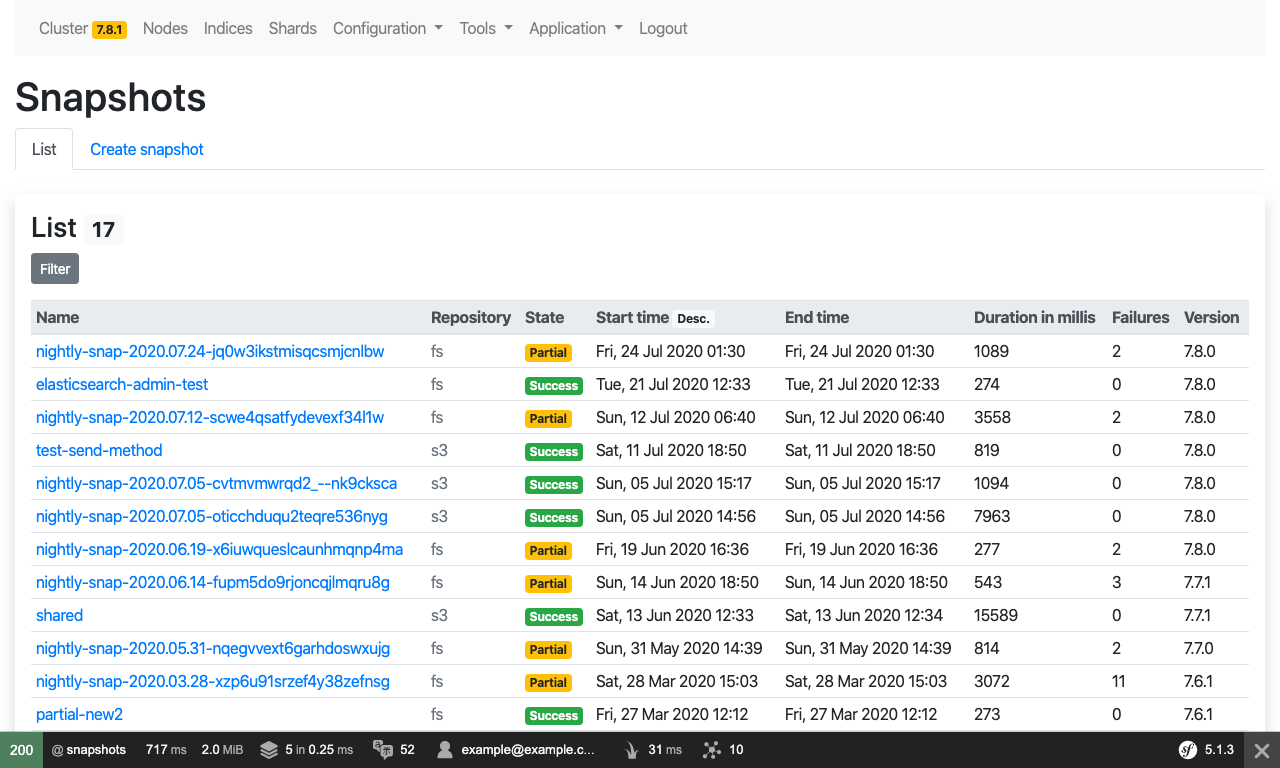 Cluster 7.8.1 Nodes Indices Shards Configuration Tools Application Logout
Snapshots
List Create snapshot
List 17
Filter
Name Repository State Start time Desc. End time Duration in millis Failures Version
nightly-snap-2020.07.24-jq0w3ikstmisqcsmjcnlbw fs Partial Fri, 24 Jul 2020 01:30 Fri, 24 Jul 2020 01:30 1089 2 7.8.0
elasticsearch-admin-test fs Success Tue, 21 Jul 2020 12:33 Tue, 21 Jul 2020 12:33 274 0 7.8.0
nightly-snap-2020.07.12-scwe4qsatfydevexf34l1w fs Partial Sun, 12 Jul 2020 06:40 Sun, 12 Jul 2020 06:40 3558 2 7.8.0
test-send-method s3 Success Sat, 11 Jul 2020 18:50 Sat, 11 Jul 2020 18:50 819 0 7.8.0
nightly-snap-2020.07.05-cvtmvmwrqd2_--nk9cksca s3 Success Sun, 05 Jul 2020 15:17 Sun, 05 Jul 2020 15:17 1094 0 7.8.0
nightly-snap-2020.07.05-oticchduqu2teqre536nyg s3 Success Sun, 05 Jul 2020 14:56 Sun, 05 Jul 2020 14:56 7963 0 7.8.0
nightly-snap-2020.06.19-x6iuwqueslcaunhmqnp4ma fs Partial Fri, 19 Jun 2020 16:36 Fri, 19 Jun 2020 16:36 277 2 7.8.0
nightly-snap-2020.06.14-fupm5do9rjoncqjlmqru8g fs Partial Sun, 14 Jun 2020 18:50 Sun, 14 Jun 2020 18:50 543 3 7.7.1
shared s3 Success Sat, 13 Jun 2020 12:33 Sat, 13 Jun 2020 12:34 15589 0 7.7.1
nightly-snap-2020.05.31-nqegvvext6garhdoswxujg fs Partial Sun, 31 May 2020 14:39 Sun, 31 May 2020 14:39 814 2 7.7.0
nightly-snap-2020.03.28-xzp6u91srzef4y38zefnsg fs Partial Sat, 28 Mar 2020 15:03 Sat, 28 Mar 2020 15:03 3072 11 7.6.1
partial-new2 fs Success Fri, 27 Mar 2020 12:12 Fri, 27 Mar 2020 12:12 273 0 7.6.1
200 @ snapshots 717 ms 2.0 MiB 5 in 0.25 ms 52 example@example.c... 31 ms 10 sf 5.1.3